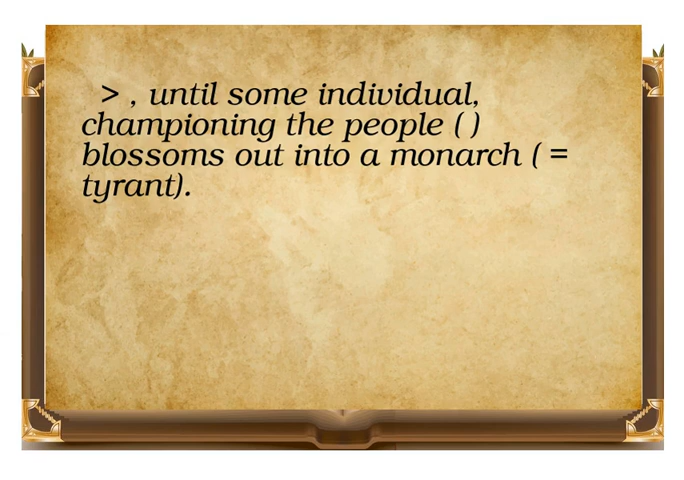 > , until some individual,
championing the people ( )
blossoms out into a monarch ( =
tyrant).